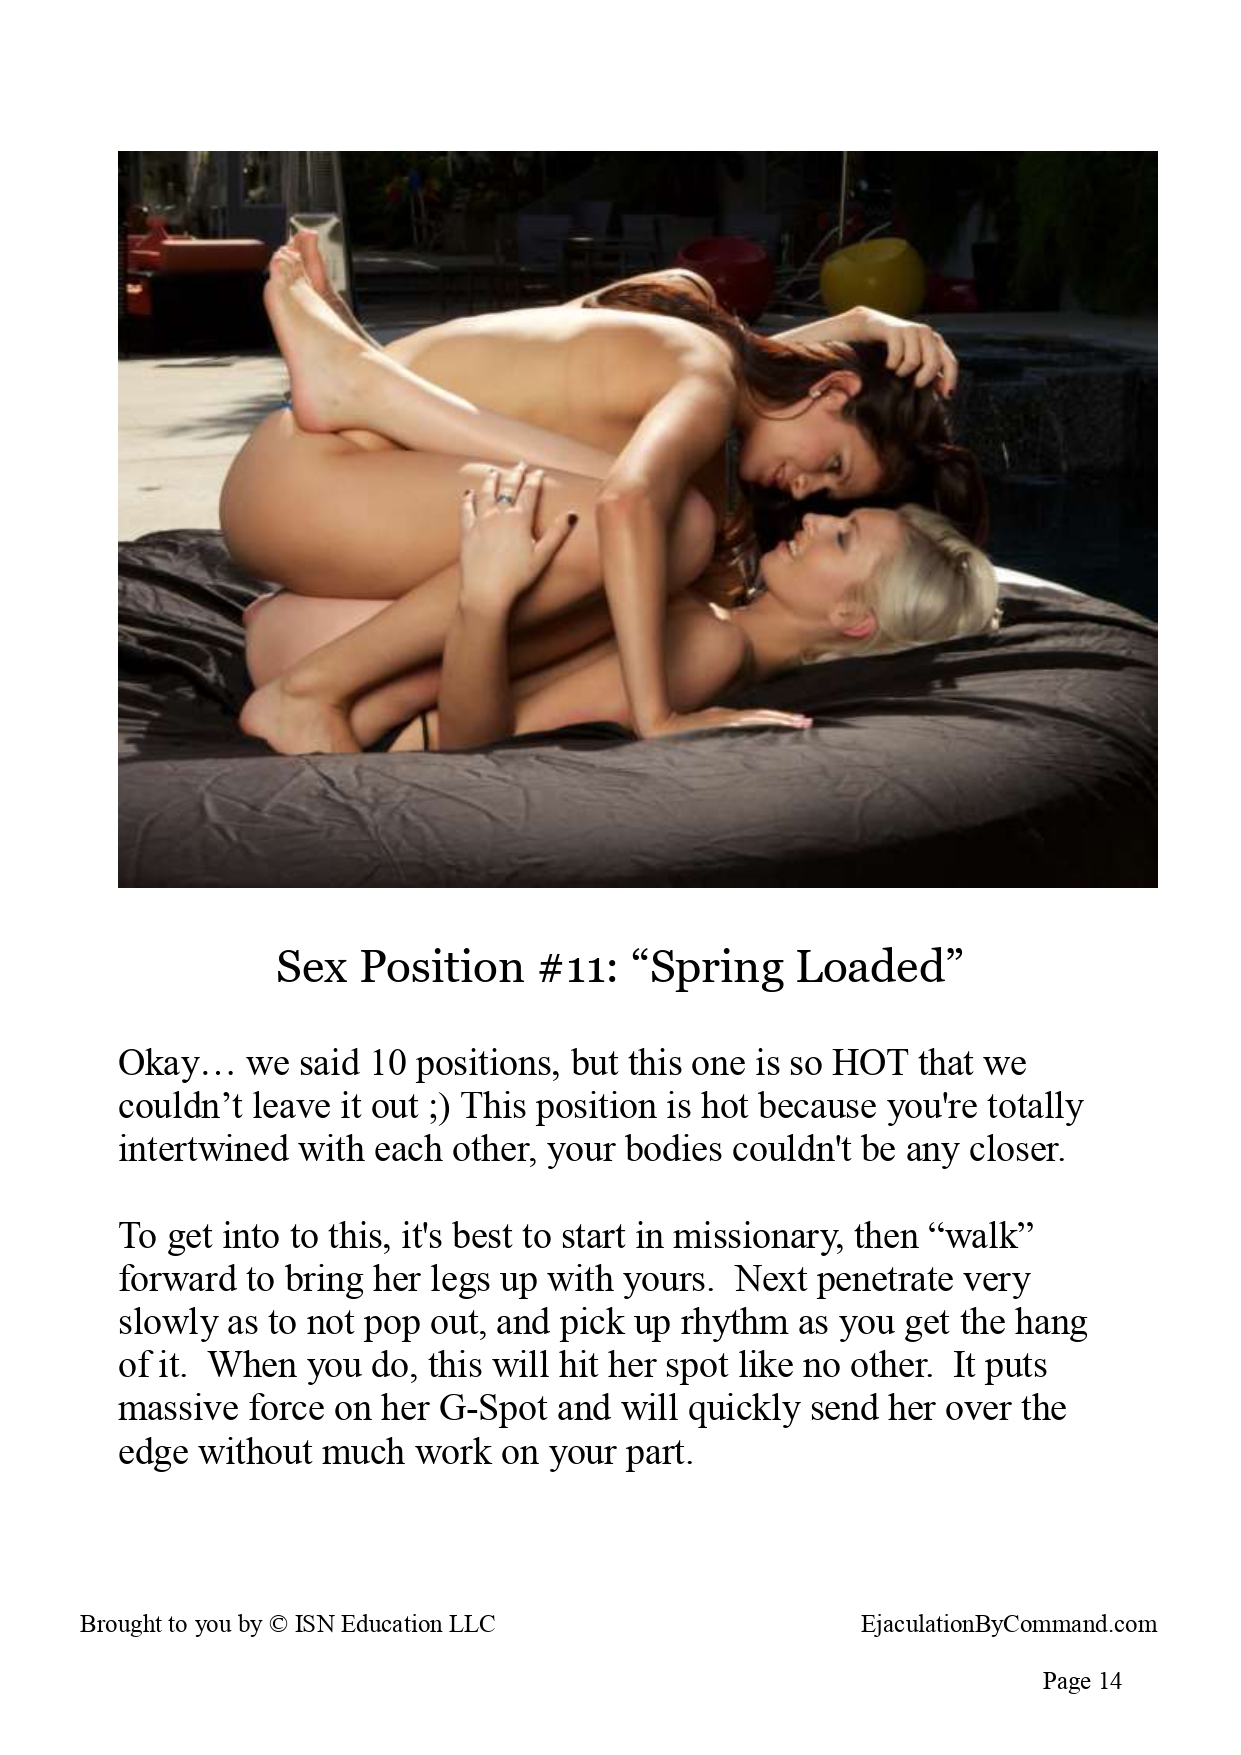 Sex Position #11: “Spring Loaded”
Okay… we said 10 positions, but this one is so HOT that we
couldn’t leave it out ;) This position is hot because you're totally
intertwined with each other, your bodies couldn't be any closer.
To get into to this, it's best to start in missionary, then “walk”
forward to bring her legs up with yours.  Next penetrate very
slowly as to not pop out, and pick up rhythm as you get the hang
of it.  When you do, this will hit her spot like no other.  It puts
massive force on her G-Spot and will quickly send her over the
edge without much work on your part.
Brought to you by © ISN Education LLC
EjaculationByCommand.com
Page 14